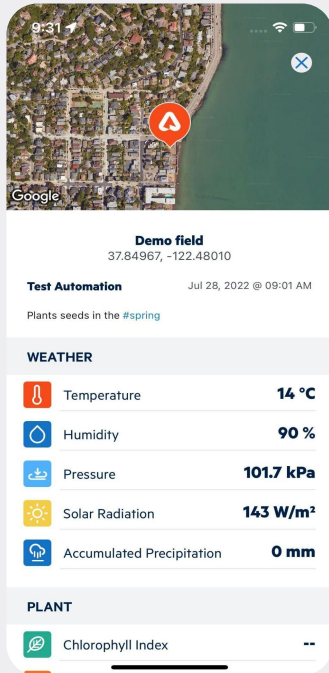 9:31
Google
Demo field
37.84967, -122.48010
Test Automation Jul 28, 2022 @ 09:01 AM
Plants seeds in the #spring
WEATHER
Temperature 14 °C
Humidity 90 %
Pressure 101.7 kPa
Solar Radiation 143 W/m²
Accumulated Precipitation 0 mm
PLANT
Chlorophyll Index --